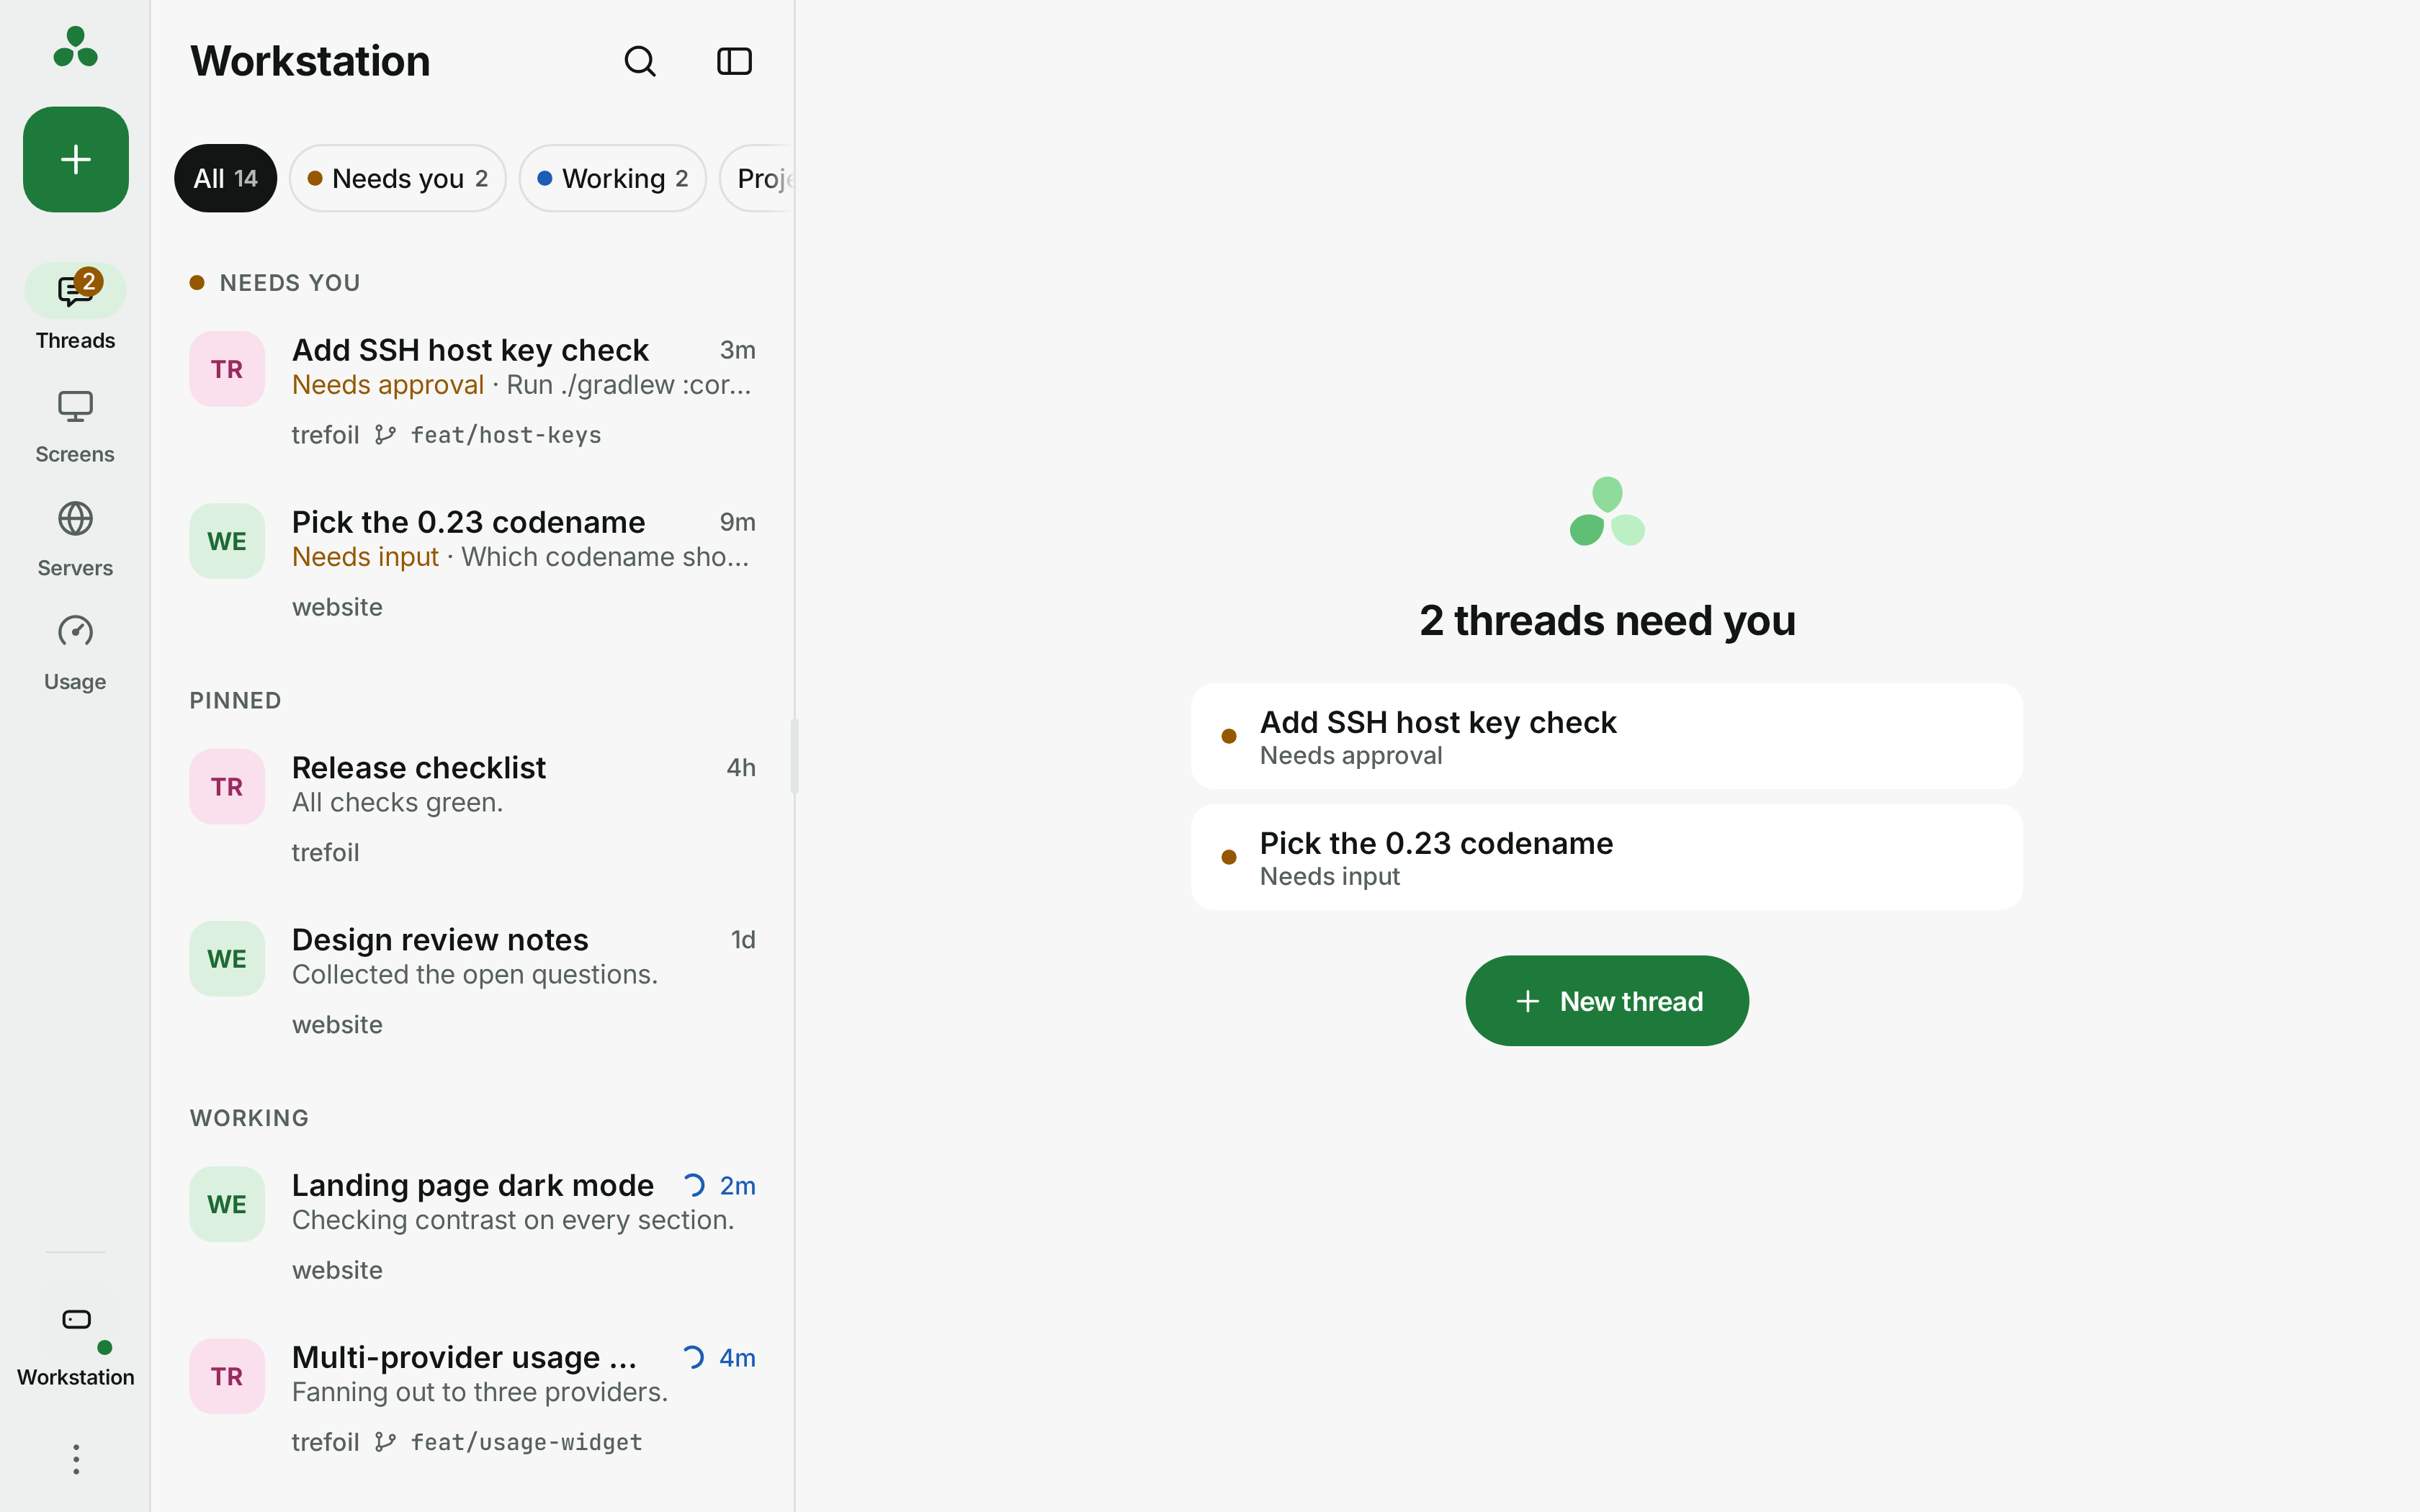 Workstation
All 14
Needs you 2
Working 2
2
Threads
Screens
Servers
Usage
Workstation
NEEDS YOU
TR
Add SSH host key check 3m
Needs approval · Run ./gradlew :cor...
trefoil feat/host-keys
WE
Pick the 0.23 codename 9m
Needs input · Which codename sho...
website
PINNED
TR
Release checklist 4h
All checks green.
trefoil
WE
Design review notes 1d
Collected the open questions.
website
WORKING
WE
Landing page dark mode 2m
Checking contrast on every section.
website
TR
Multi-provider usage ... 4m
Fanning out to three providers.
trefoil feat/usage-widget
2 threads need you
Add SSH host key check
Needs approval
Pick the 0.23 codename
Needs input
New thread